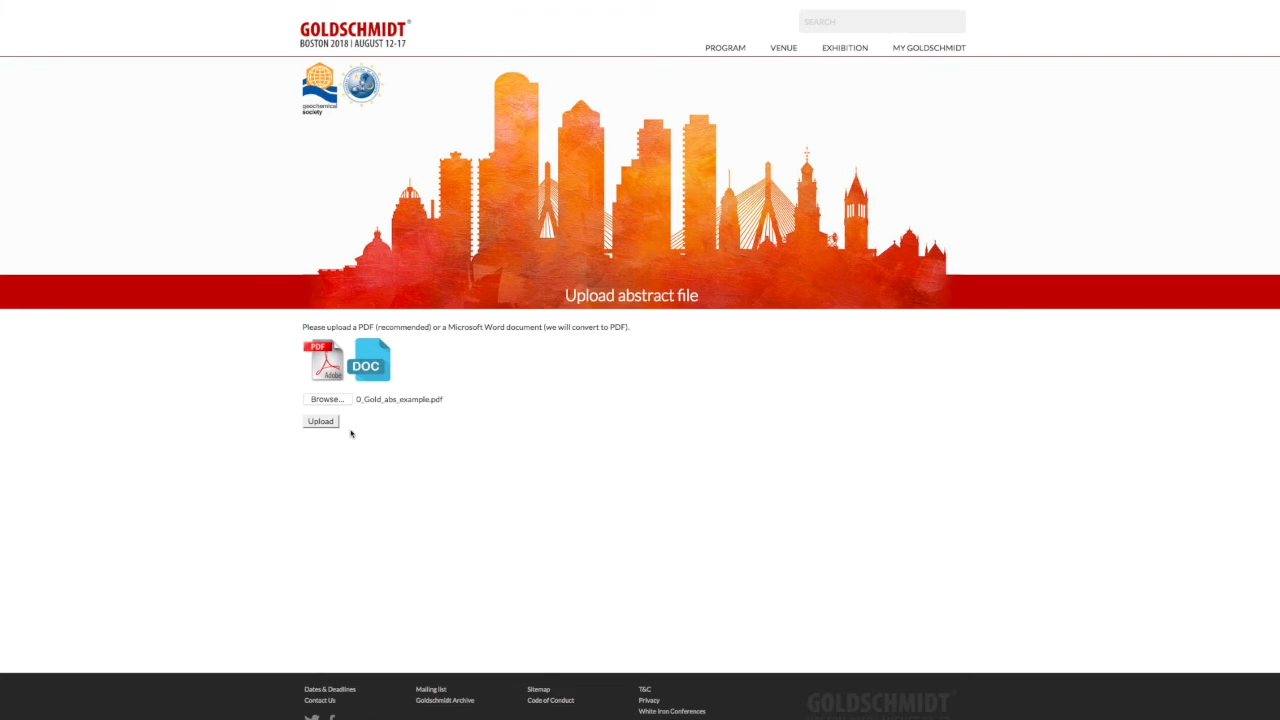 GOLDSCHMIDT®
BOSTON 2018 | AUGUST 12-17
SEARCH
PROGRAM VENUE EXHIBITION MY GOLDSCHMIDT
geochemical
society
Upload abstract file
Please upload a PDF (recommended) or a Microsoft Word document (we will convert to PDF).
PDF
Adobe
DOC
Browse... 0_Gold_abs_example.pdf
Upload
Dates & Deadlines Mailing list Sitemap T&C
Contact Us Goldschmidt Archive Code of Conduct Privacy
White Iron Conferences
GOLDSCHMIDT